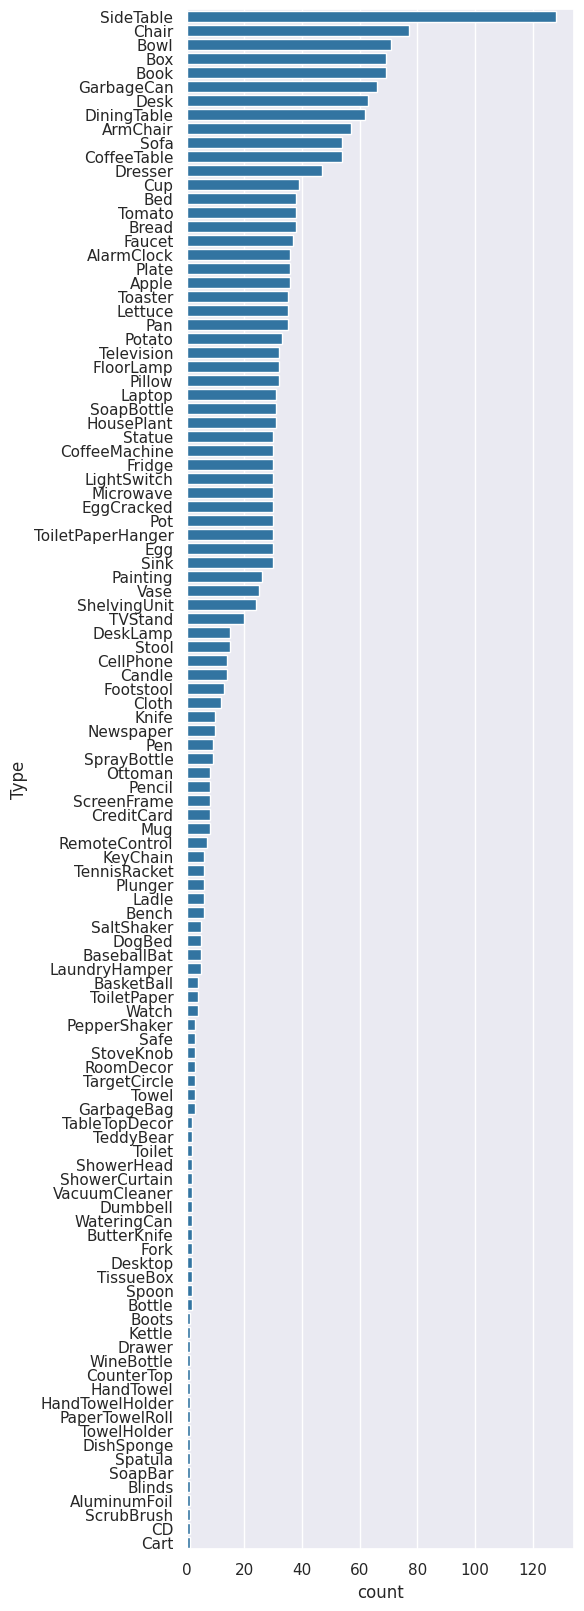 SideTable
Chair
Bowl
Box
Book
GarbageCan
Desk
DiningTable
ArmChair
Sofa
CoffeeTable
Dresser
Cup
Bed
Tomato
Bread
Faucet
AlarmClock
Plate
Apple
Toaster
Lettuce
Pan
Potato
Television
FloorLamp
Pillow
Laptop
SoapBottle
HousePlant
Statue
CoffeeMachine
Fridge
LightSwitch
Microwave
EggCracked
Pot
ToiletPaperHanger
Egg
Sink
Painting
Vase
ShelvingUnit
TVStand
DeskLamp
Stool
CellPhone
Candle
Footstool
Cloth
Knife
Newspaper
Pen
SprayBottle
Ottoman
Pencil
ScreenFrame
CreditCard
Mug
RemoteControl
KeyChain
TennisRacket
Plunger
Ladle
Bench
SaltShaker
DogBed
BaseballBat
LaundryHamper
BasketBall
ToiletPaper
Watch
PepperShaker
Safe
StoveKnob
RoomDecor
TargetCircle
Towel
GarbageBag
TableTopDecor
TeddyBear
Toilet
ShowerHead
ShowerCurtain
VacuumCleaner
Dumbbell
WateringCan
ButterKnife
Fork
Desktop
TissueBox
Spoon
Bottle
Boots
Kettle
Drawer
WineBottle
CounterTop
HandTowel
HandTowelHolder
PaperTowelRoll
TowelHolder
DishSponge
Spatula
SoapBar
Blinds
AluminumFoil
ScrubBrush
CD
Cart
Type
0 20 40 60 80 100 120
count